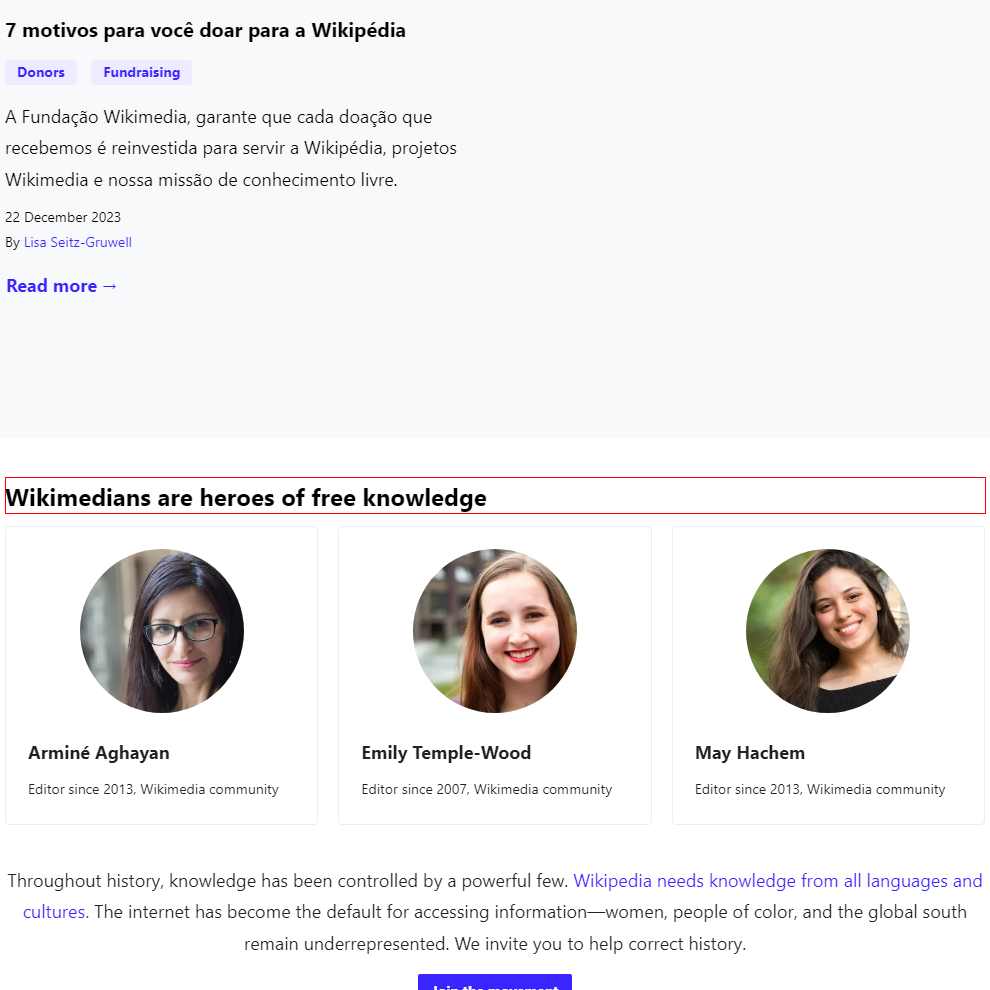 7 motivos para você doar para a Wikipédia
Donors Fundraising
A Fundação Wikimedia, garante que cada doação que
recebemos é reinvestida para servir a Wikipédia, projetos
Wikimedia e nossa missão de conhecimento livre.
22 December 2023
By Lisa Seitz-Gruwell
Read more →
Wikimedians are heroes of free knowledge
Arminé Aghayan
Editor since 2013, Wikimedia community
Emily Temple-Wood
Editor since 2007, Wikimedia community
May Hachem
Editor since 2013, Wikimedia community
Throughout history, knowledge has been controlled by a powerful few. Wikipedia needs knowledge from all languages and
cultures. The internet has become the default for accessing information—women, people of color, and the global south
remain underrepresented. We invite you to help correct history.
Join the movement